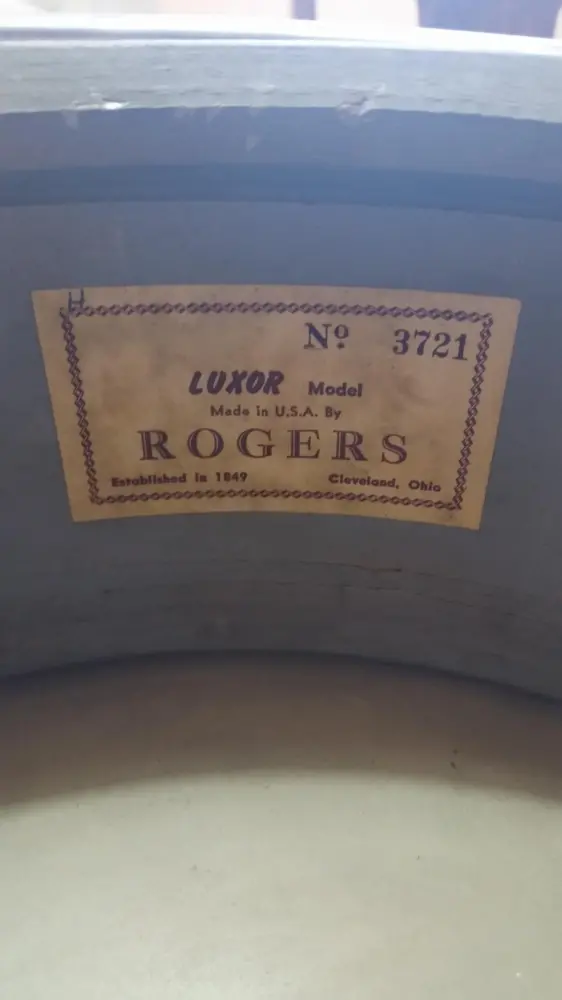 H
Nº 3721
LUXOR Model
Made in U.S.A. By
ROGERS
Established in 1849 Cleveland, Ohio